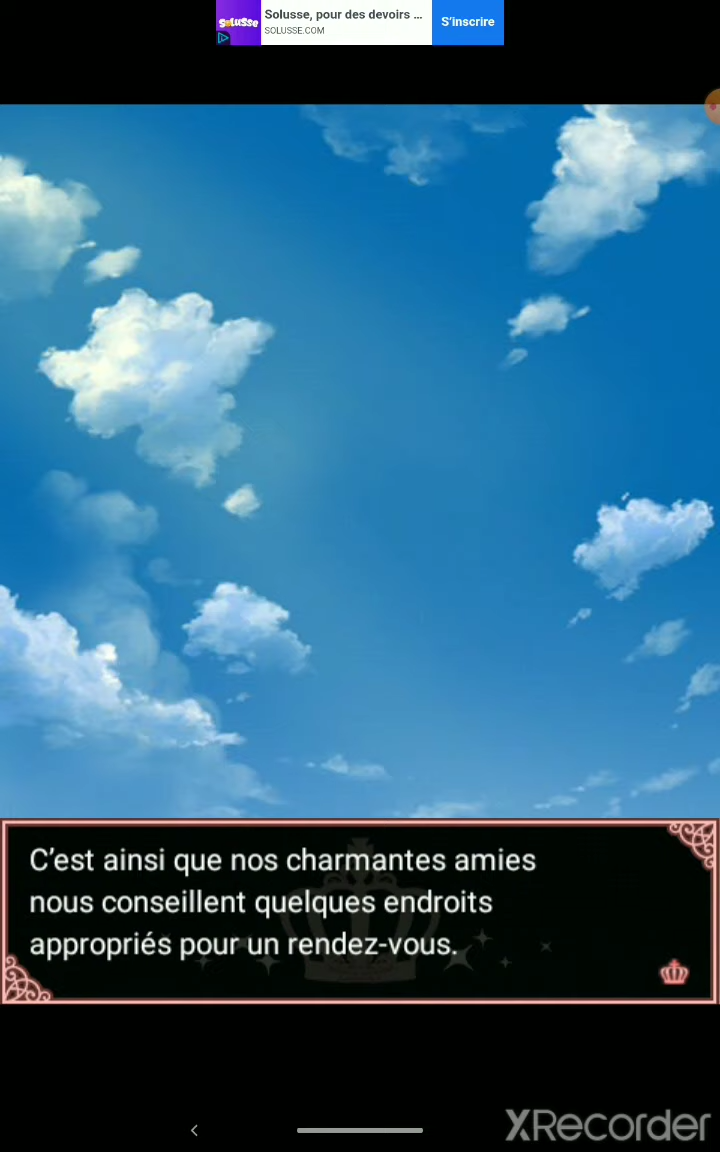 SOLUSSE
Solusse, pour des devoirs ...
SOLUSSE.COM
S'inscrire
C'est ainsi que nos charmantes amies
nous conseillent quelques endroits
appropriés pour un rendez-vous.
XRecorder